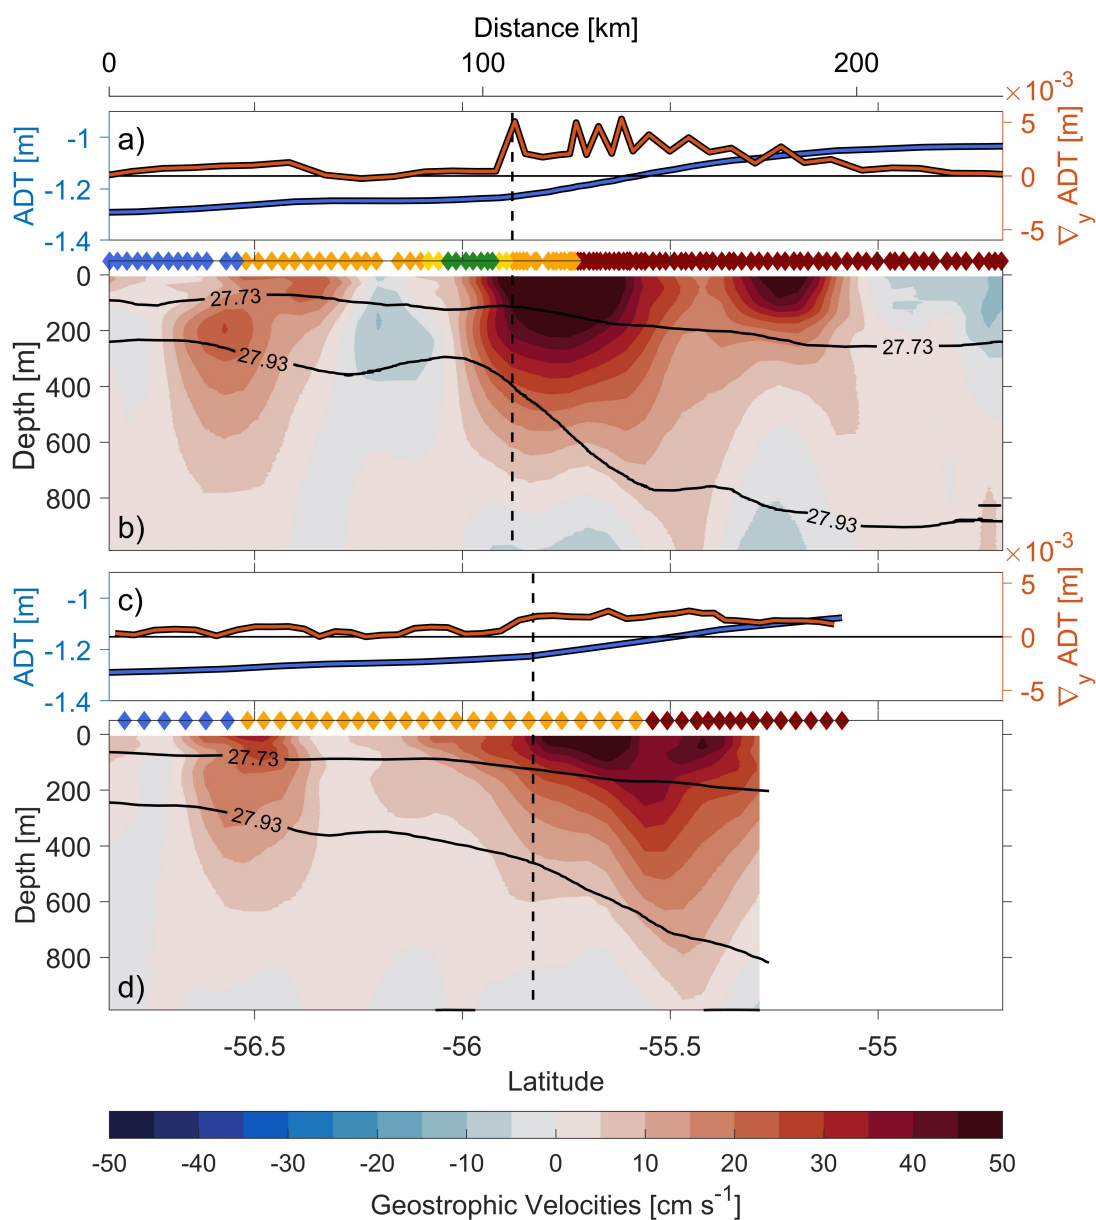 Distance [km]
0 100 200
×10⁻³
a)
ADT [m]
-1
-1.2
-1.4
5
0
-5
∇y ADT [m]
0
200
400
600
800
Depth [m]
27.73
27.93
27.73
27.93
b)
×10⁻³
c)
ADT [m]
-1
-1.2
-1.4
5
0
-5
∇y ADT [m]
0
200
400
600
800
Depth [m]
27.73
27.93
d)
-56.5 -56 -55.5 -55
Latitude
-50 -40 -30 -20 -10 0 10 20 30 40 50
Geostrophic Velocities [cm s⁻¹]